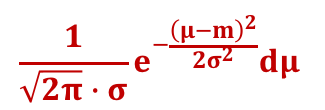 1/(√2π · σ) e^(−(μ−m)²/2σ²) dμ